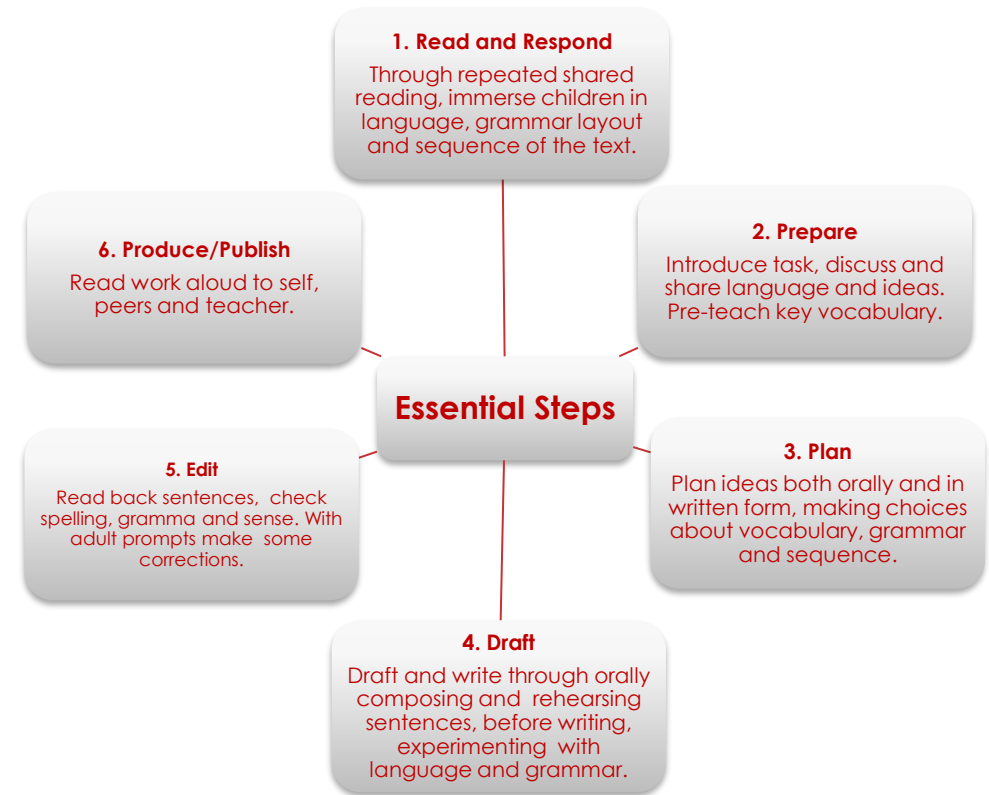 1. Read and Respond
Through repeated shared
reading, immerse children in
language, grammar layout
and sequence of the text.
2. Prepare
Introduce task, discuss and
share language and ideas.
Pre-teach key vocabulary.
3. Plan
Plan ideas both orally and in
written form, making choices
about vocabulary, grammar
and sequence.
4. Draft
Draft and write through orally
composing and rehearsing
sentences, before writing,
experimenting with
language and grammar.
5. Edit
Read back sentences, check
spelling, gramma and sense. With
adult prompts make some
corrections.
6. Produce/Publish
Read work aloud to self,
peers and teacher.
Essential Steps